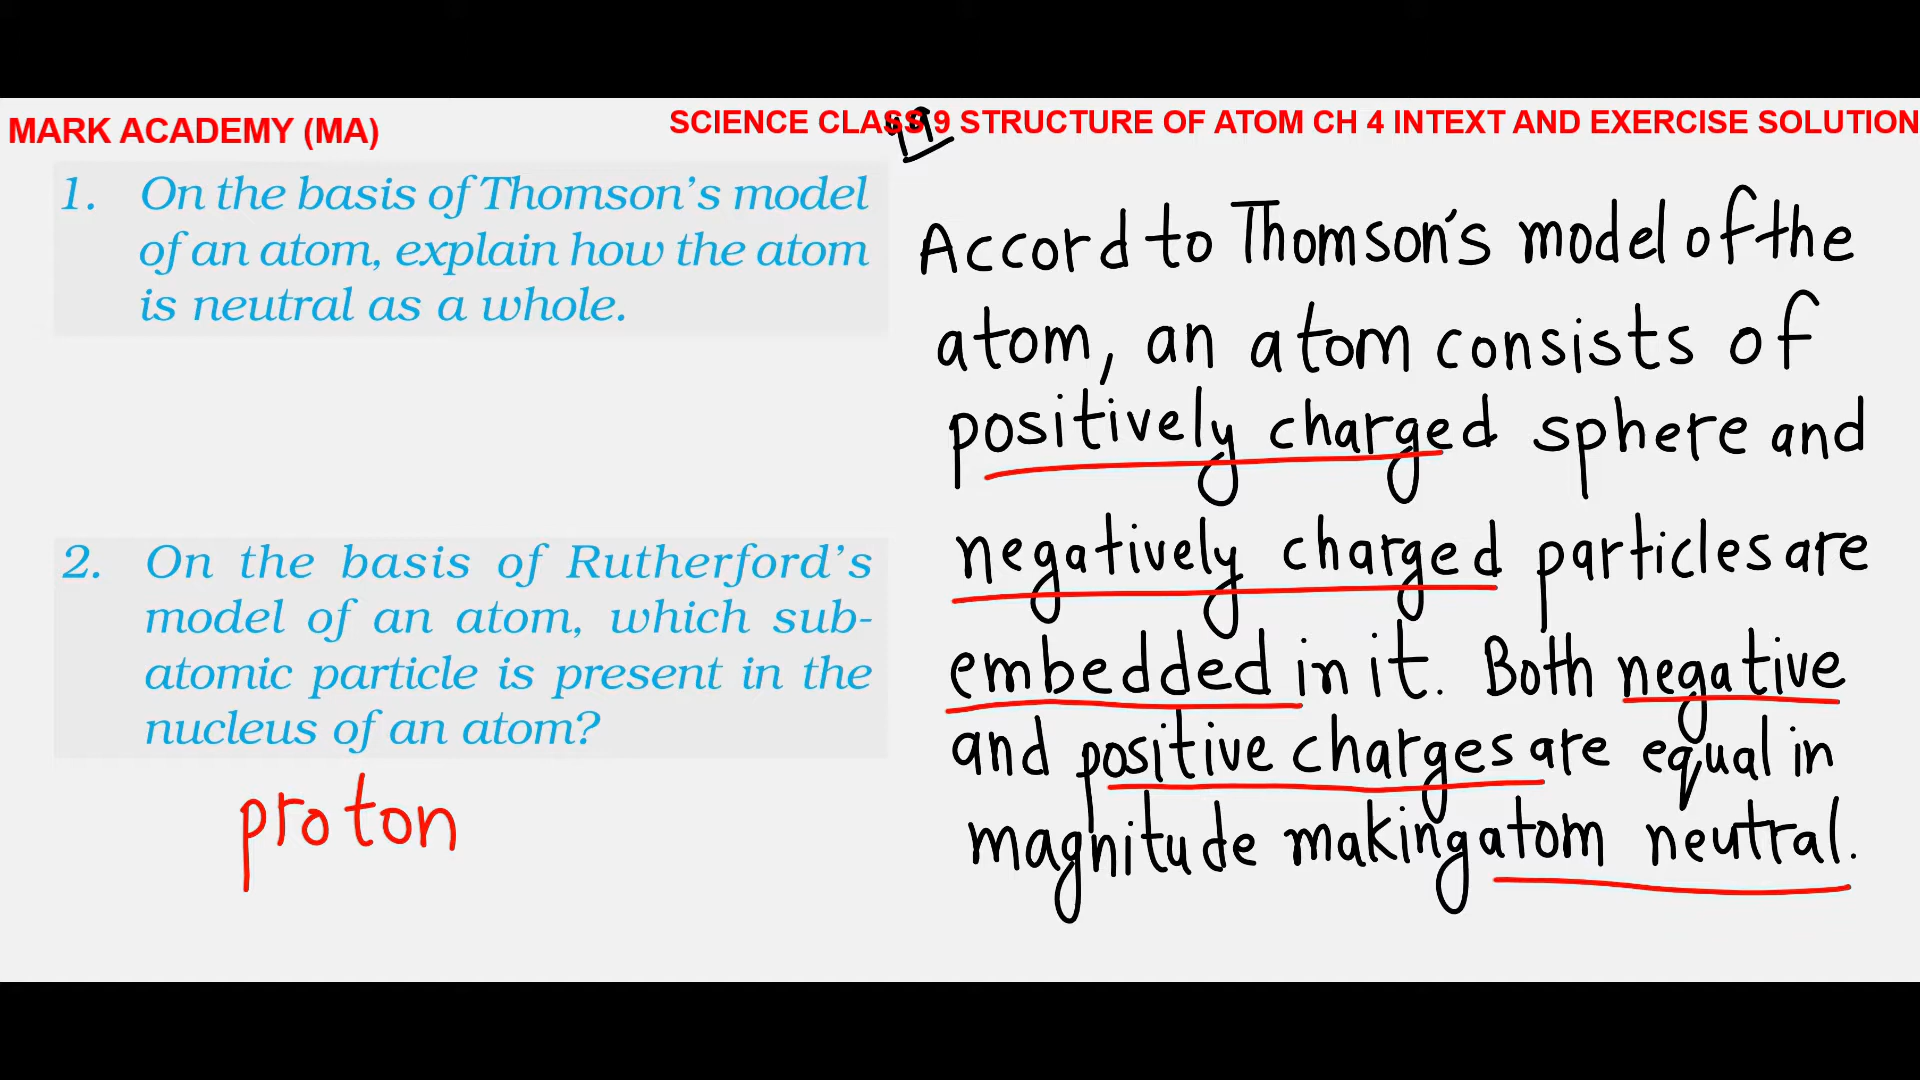 MARK ACADEMY (MA)
SCIENCE CLASS 9 STRUCTURE OF ATOM CH 4 INTEXT AND EXERCISE SOLUTION
1. On the basis of Thomson's model
of an atom, explain how the atom
is neutral as a whole.
2. On the basis of Rutherford's
model of an atom, which sub-
atomic particle is present in the
nucleus of an atom?
proton
Accord to Thomson's model of the
atom, an atom consists of
positively charged sphere and
negatively charged particles are
embedded in it. Both negative
and positive charges are equal in
magnitude making atom neutral.